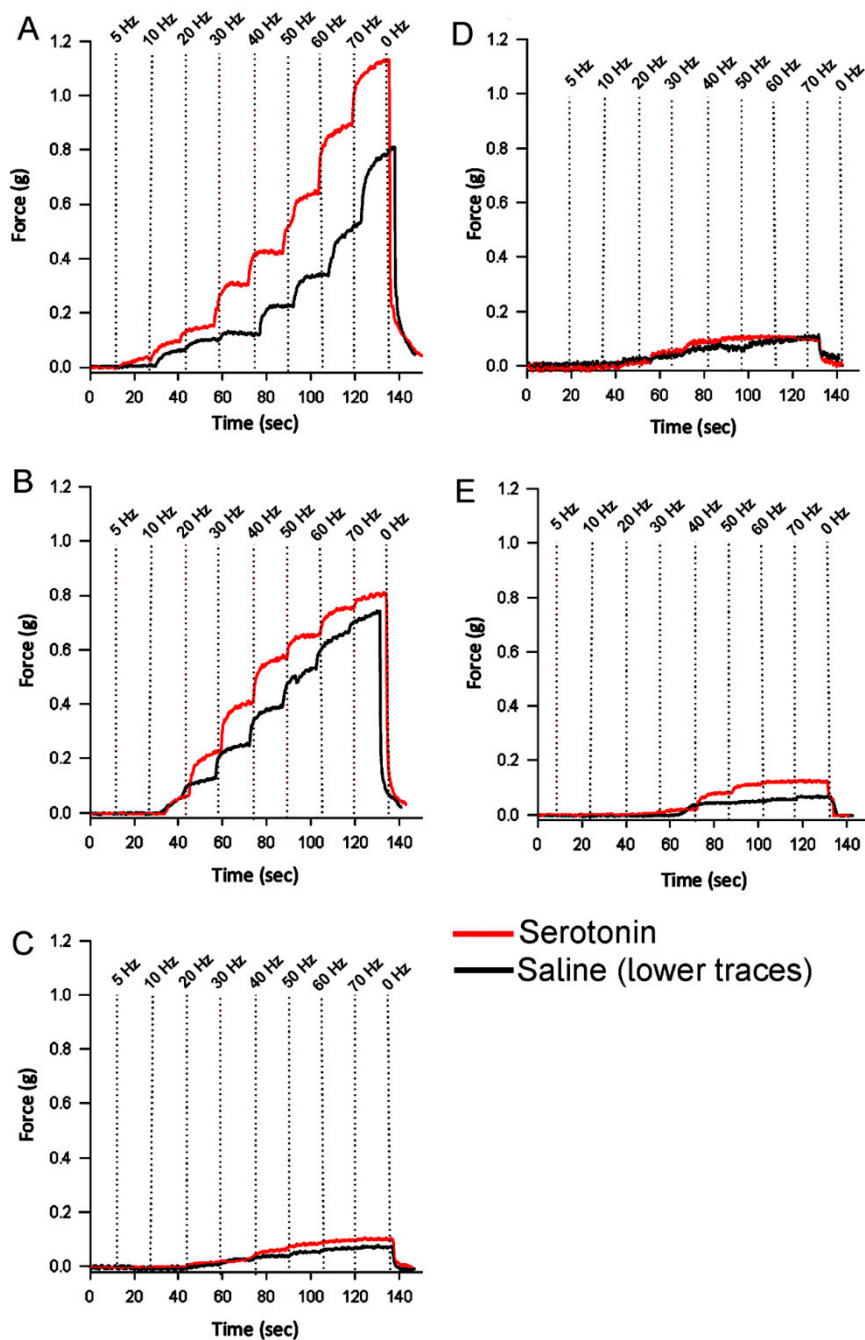 A
5 Hz 10 Hz 20 Hz 30 Hz 40 Hz 50 Hz 60 Hz 70 Hz 0 Hz
Force (g)
1.2
1.0
0.8
0.6
0.4
0.2
0.0
0 20 40 60 80 100 120 140
Time (sec)
B
5 Hz 10 Hz 20 Hz 30 Hz 40 Hz 50 Hz 60 Hz 70 Hz 0 Hz
Force (g)
1.2
1.0
0.8
0.6
0.4
0.2
0.0
0 20 40 60 80 100 120 140
Time (sec)
C
5 Hz 10 Hz 20 Hz 30 Hz 40 Hz 50 Hz 60 Hz 70 Hz 0 Hz
Force (g)
1.2
1.0
0.8
0.6
0.4
0.2
0.0
0 20 40 60 80 100 120 140
Time (sec)
D
5 Hz 10 Hz 20 Hz 30 Hz 40 Hz 50 Hz 60 Hz 70 Hz 0 Hz
Force (g)
1.2
1.0
0.8
0.6
0.4
0.2
0.0
0 20 40 60 80 100 120 140
Time (sec)
E
5 Hz 10 Hz 20 Hz 30 Hz 40 Hz 50 Hz 60 Hz 70 Hz 0 Hz
Force (g)
1.2
1.0
0.8
0.6
0.4
0.2
0.0
0 20 40 60 80 100 120 140
Time (sec)
Serotonin
Saline (lower traces)